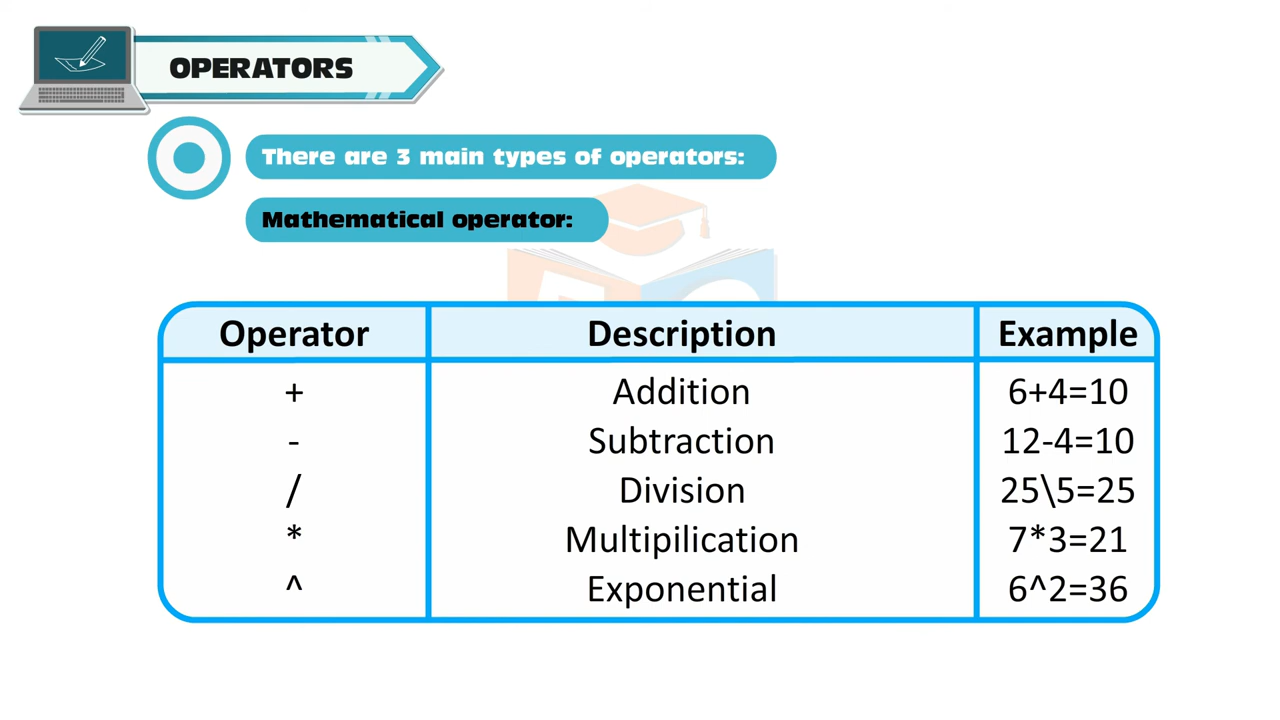 OPERATORS
There are 3 main types of operators:
Mathematical operator:
Operator Description Example
+ Addition 6+4=10
- Subtraction 12-4=10
/ Division 25\5=25
* Multipilication 7*3=21
^ Exponential 6^2=36